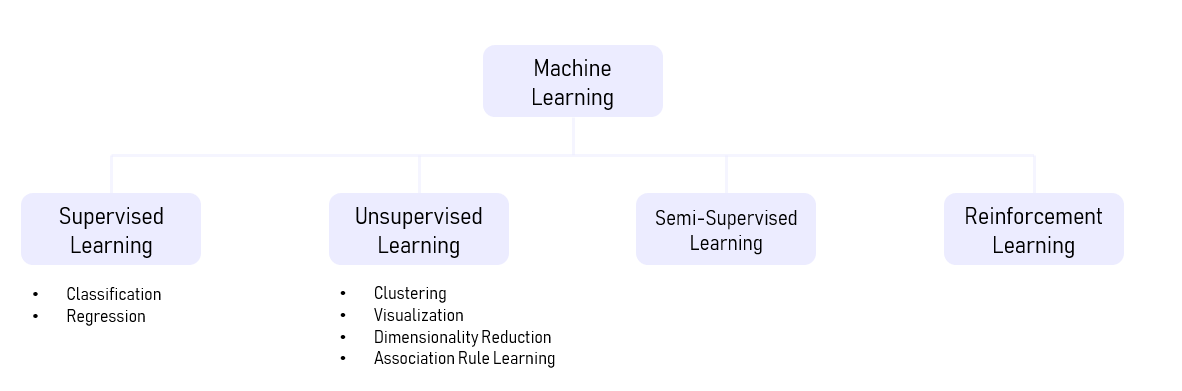 Machine
Learning
Supervised
Learning
Unsupervised
Learning
Semi-Supervised
Learning
Reinforcement
Learning
• Classification
• Regression
• Clustering
• Visualization
• Dimensionality Reduction
• Association Rule Learning